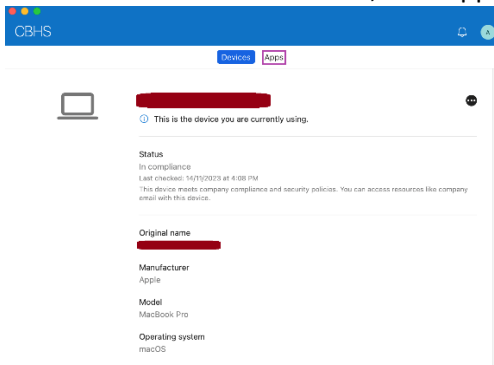 CBHS
A
Devices Apps
This is the device you are currently using.
Status
In compliance
Last checked: 14/11/2023 at 4:08 PM
This device meets company compliance and security policies. You can access resources like company
email with this device.
Original name
Manufacturer
Apple
Model
MacBook Pro
Operating system
macOS